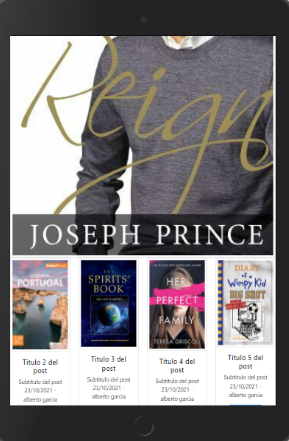 Reign
JOSEPH PRINCE
Fodor's
ESSENTIAL
PORTUGAL
THE
SPIRITS'
BOOK
ALLAN KARDEC
HER
PERFECT
FAMILY
TERESA DRISCOLL
DIARY
of a
Wimpy Kid
BIG SHOT
Titulo 2 del
post
Subtitulo del post
23/10/2021 -
alberto garcia
Titulo 3 del
post
Subtitulo del post
23/10/2021 -
alberto garcia
Titulo 4 del
post
Subtitulo del post
23/10/2021 -
alberto garcia
Titulo 5 del
post
Subtitulo del post
23/10/2021 -
alberto garcia